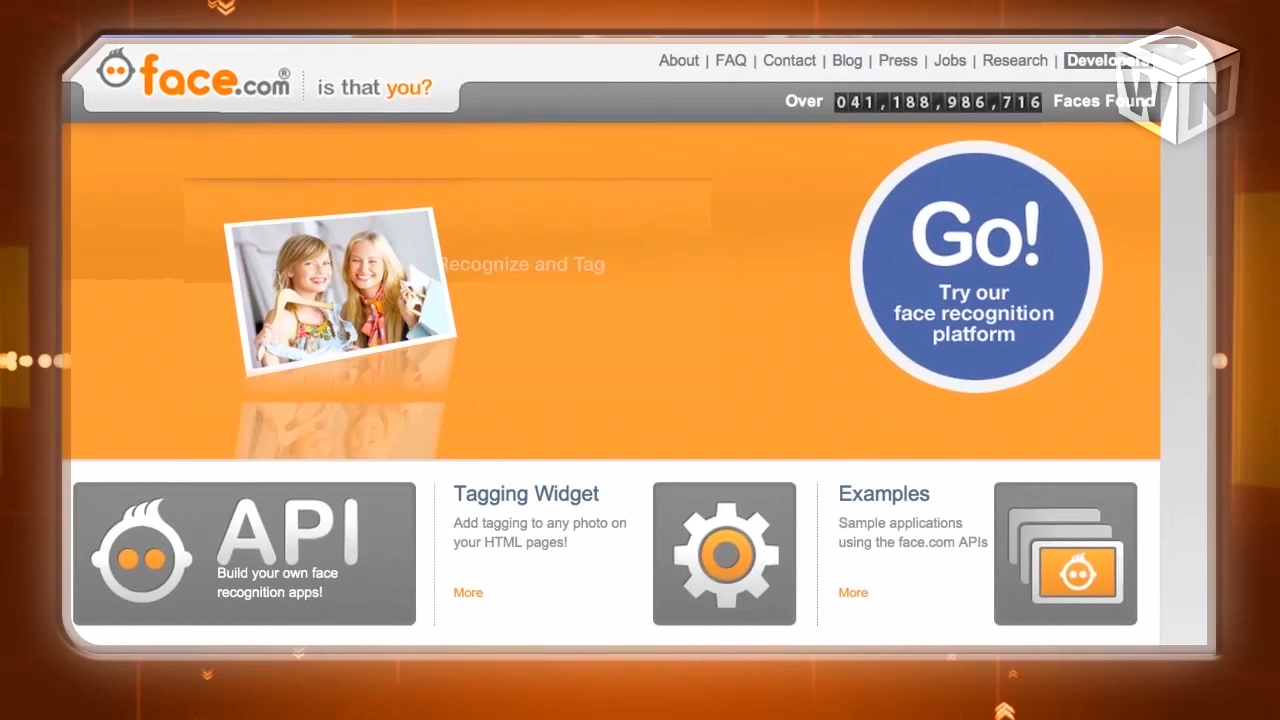 face.com® is that you?
About | FAQ | Contact | Blog | Press | Jobs | Research | Developers
Over 041,188,986,716 Faces Found
Recognize and Tag
Go!
Try our
face recognition
platform
API
Build your own face
recognition apps!
Tagging Widget
Add tagging to any photo on
your HTML pages!
More
Examples
Sample applications
using the face.com APIs
More